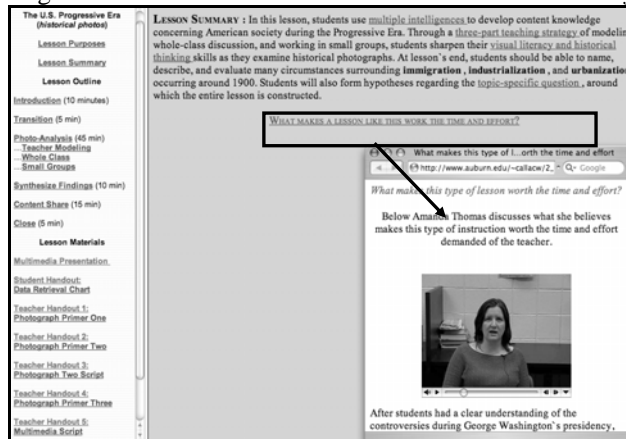 The U.S. Progressive Era
(historical photos)
Lesson Purposes
Lesson Summary
Lesson Outline
Introduction (10 minutes)
Transition (5 min)
Photo-Analysis (45 min)
...Teacher Modeling
...Whole Class
...Small Groups
Synthesize Findings (10 min)
Content Share (15 min)
Close (5 min)
Lesson Materials
Multimedia Presentation
Student Handout:
Data Retrieval Chart
Teacher Handout 1:
Photograph Primer One
Teacher Handout 2:
Photograph Primer Two
Teacher Handout 3:
Photograph Two Script
Teacher Handout 4:
Photograph Primer Three
Teacher Handout 5:
Multimedia Script
LESSON SUMMARY : In this lesson, students use multiple intelligences to develop content knowledge
concerning American society during the Progressive Era. Through a three-part teaching strategy of modelin
whole-class discussion, and working in small groups, students sharpen their visual literacy and historical
thinking skills as they examine historical photographs. At lesson's end, students should be able to name,
describe, and evaluate many circumstances surrounding immigration , industrialization , and urbanizatio
occurring around 1900. Students will also form hypotheses regarding the topic-specific question , around
which the entire lesson is constructed.
WHAT MAKES A LESSON LIKE THIS WORK THE TIME AND EFFORT?
What makes this type of l...orth the time and effort
http://www.auburn.edu/~callacw/2_
Google
What makes this type of lesson worth the time and effort?
Below Amanda Thomas discusses what she believes
makes this type of instruction worth the time and effort
demanded of the teacher.
After students had a clear understanding of the
controversies during George Washington's presidency,